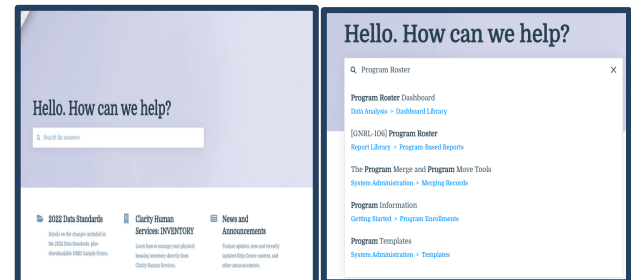 Hello. How can we help?
Search for answers
2022 Data Standards
Details on the changes included in
the 2022 Data Standards, plus
downloadable HMIS Sample Forms.
Clarity Human
Services: INVENTORY
Learn how to manage your physical
housing inventory directly from
Clarity Human Services.
News and
Announcements
Feature updates, new and recently
updated Help Center content, and
other announcements.
Hello. How can we help?
Program Roster X
Program Roster Dashboard
Data Analysis > Dashboard Library
[GNRL-106] Program Roster
Report Library > Program-Based Reports
The Program Merge and Program Move Tools
System Administration > Merging Records
Program Information
Getting Started > Program Enrollments
Program Templates
System Administration > Templates